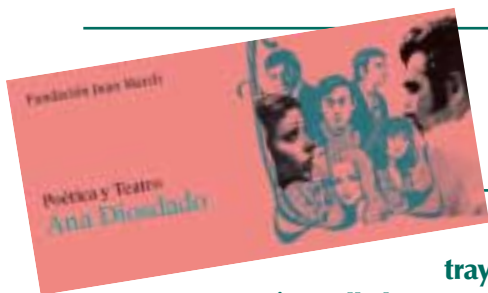 Fundación Juan March
Poética y Teatro
Ana Diosdado
tray